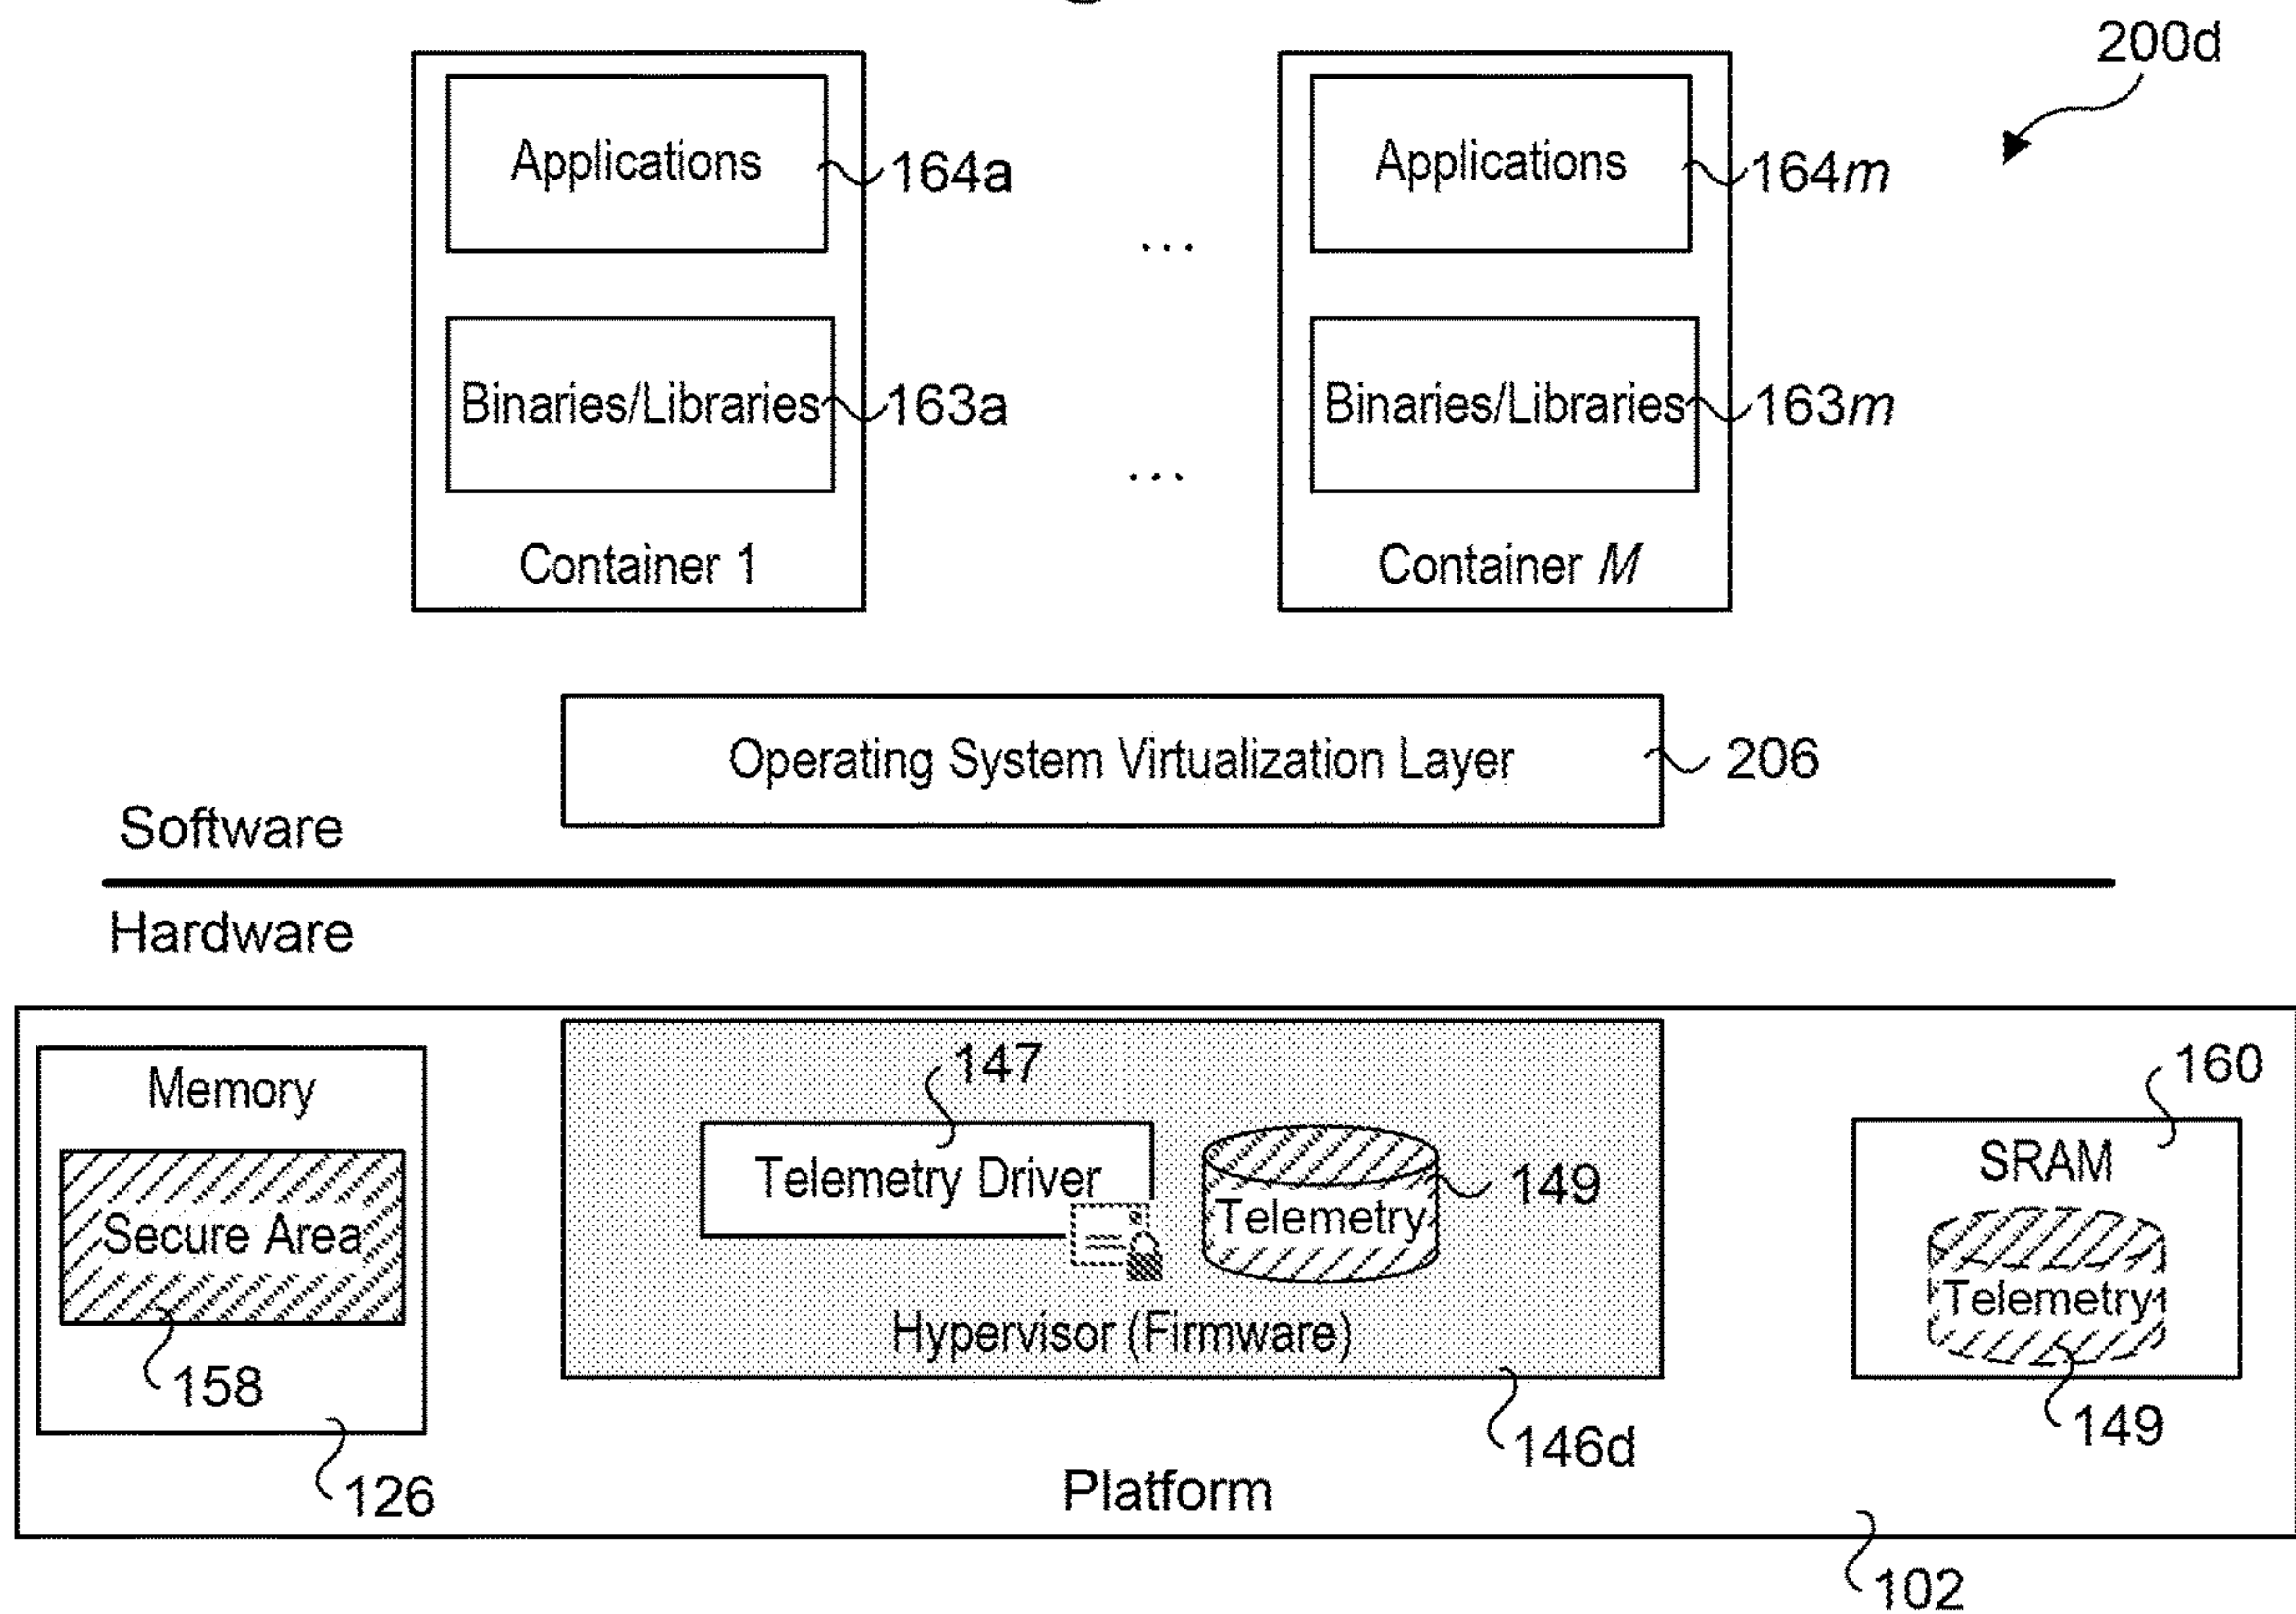 200d
Applications
164a
Applications
164m
...
Binaries/Libraries
163a
Binaries/Libraries
163m
...
Container 1
Container M
Operating System Virtualization Layer
206
Software
Hardware
Memory
147
160
Telemetry Driver
SRAM
149
Secure Area
Telemetry
Telemetry
Hypervisor (Firmware)
158
149
146d
126
Platform
102